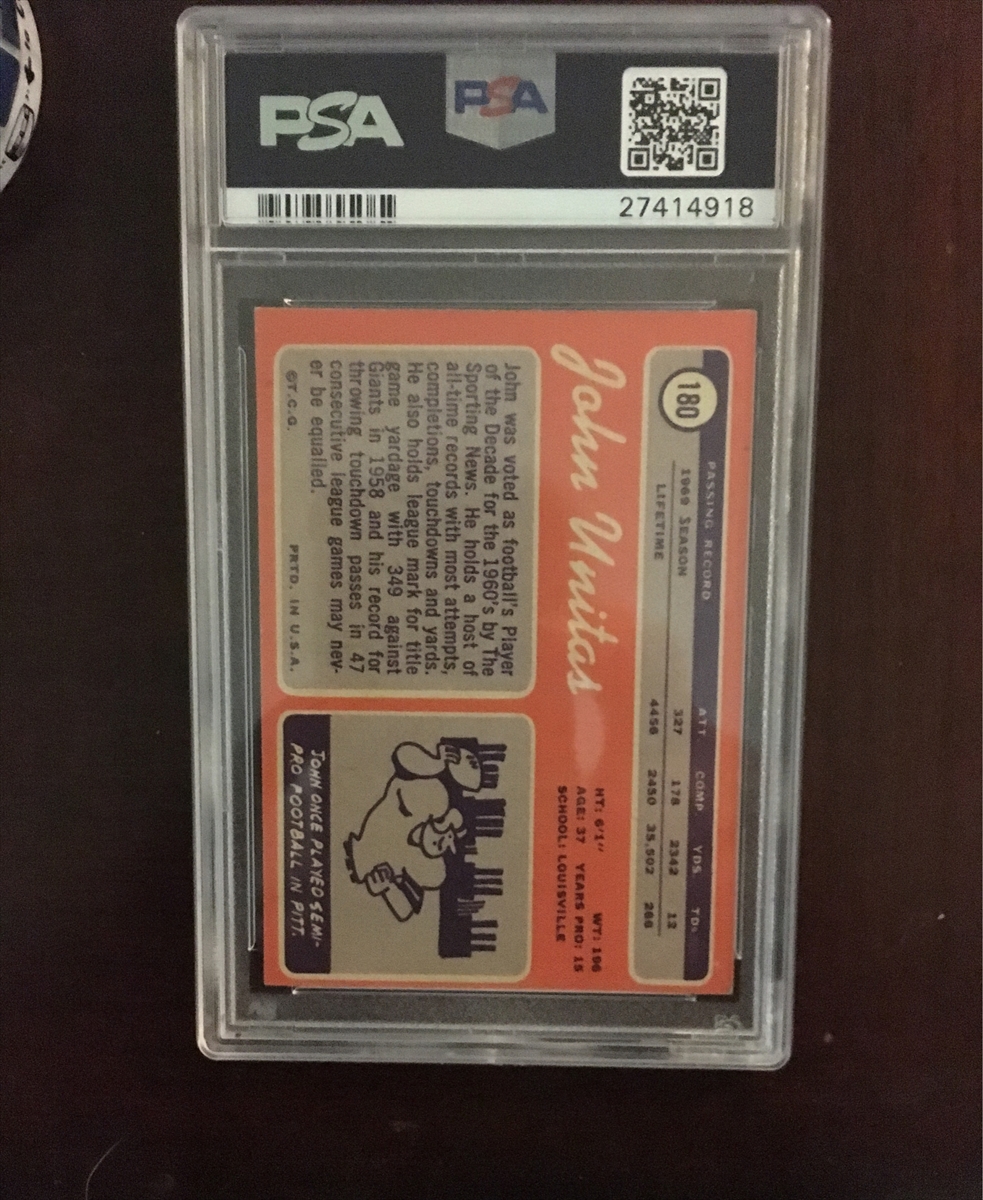 PSA
PSA
27414918
180
PASSING RECORD ATT. COMP. YDS TDs
1969 SEASON 327 178 2342 12
LIFETIME 4456 2450 35,502 266
John Unitas
HT: 6'1" WT: 196
AGE: 37 YEARS PRO: 15
SCHOOL: LOUISVILLE
John was voted as football's Player
of the Decade for the 1960's by The
Sporting News. He holds a host of
all-time records with most attempts,
completions, touchdowns and yards.
He also holds league mark for title
game yardage with 349 against
Giants in 1958 and his record for
throwing touchdown passes in 47
consecutive league games may nev-
er be equalled.
©T.C.G. PRTD. IN U.S.A.
JOHN ONCE PLAYED SEMI-
PRO FOOTBALL IN PITT.